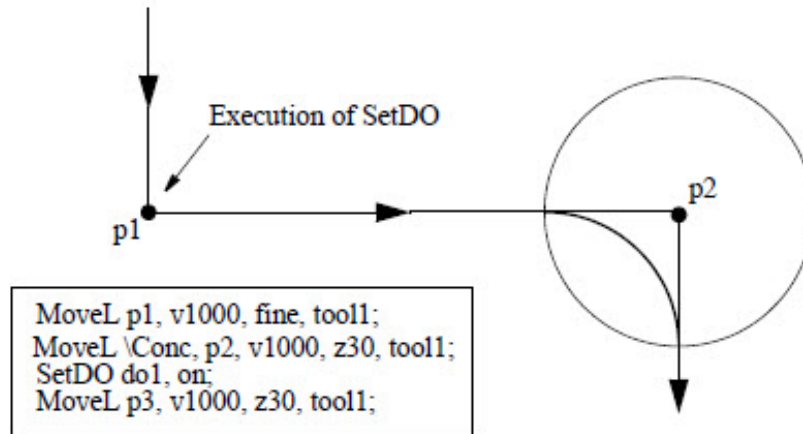 Execution of SetDO
p1
p2
MoveL p1, v1000, fine, tool1;
MoveL \Conc, p2, v1000, z30, tool1;
SetDO do1, on;
MoveL p3, v1000, z30, tool1;